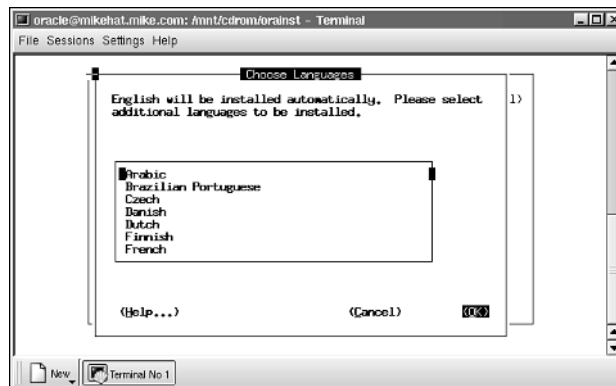 oracle@mikehat.mike.com: /mnt/cdrom/orainst - Terminal
File Sessions Settings Help
Choose Languages
English will be installed automatically. Please select
additional languages to be installed.
l)
Arabic
Brazilian Portuguese
Czech
Danish
Dutch
Finnish
French
(Help...)
(Cancel)
(OK)
New
Terminal No 1